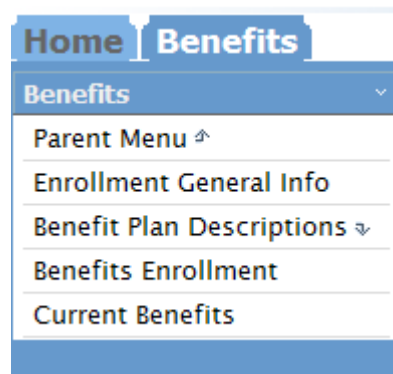 Home Benefits
Benefits
Parent Menu
Enrollment General Info
Benefit Plan Descriptions
Benefits Enrollment
Current Benefits